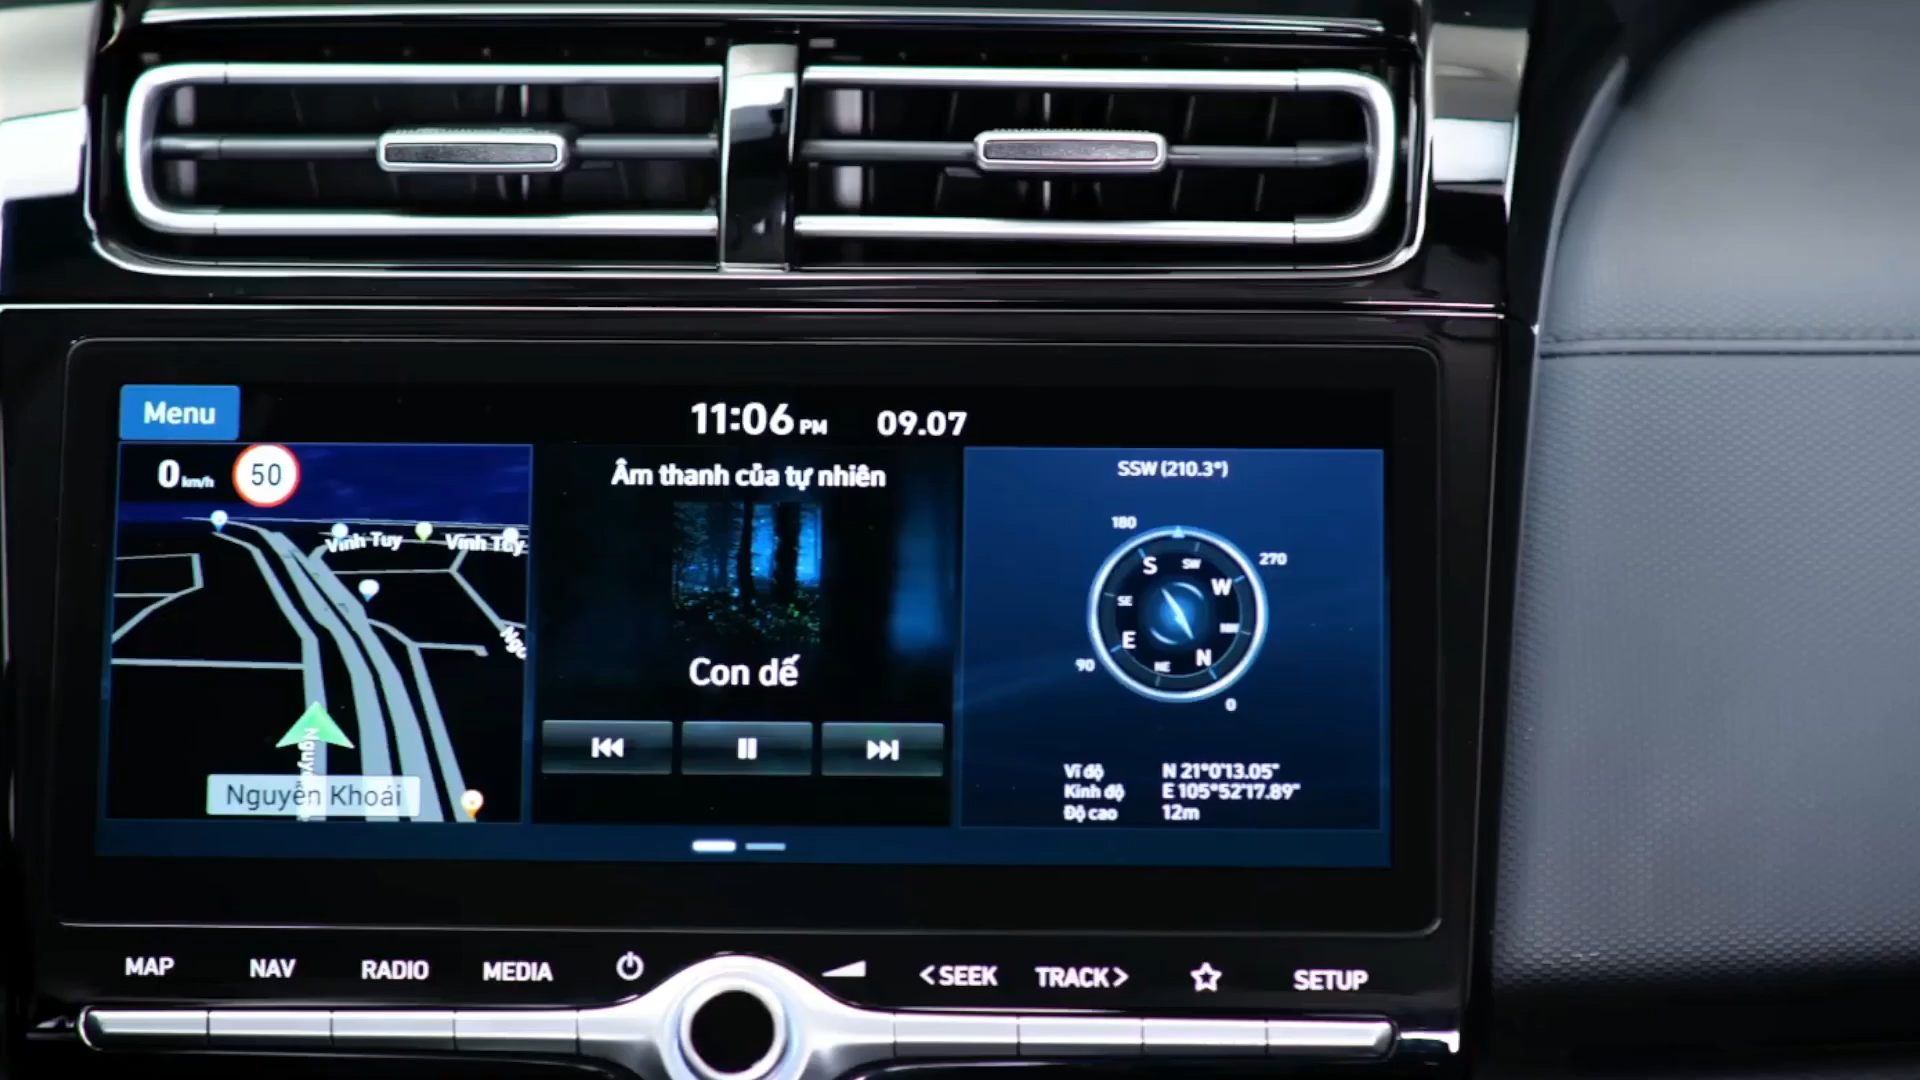 Menu
11:06 PM 09.07
0 km/h 50
Vĩnh Tuy
Vĩnh Tuy
Nguyễn Khoái
Âm thanh của tự nhiên
Con dế
SSW (210.3°)
180
270
90
0
S SW W
SE NW
E NE N
Vĩ độ N 21°0'13.05"
Kinh độ E 105°52'17.89"
Độ cao 12m
MAP NAV RADIO MEDIA < SEEK TRACK > SETUP